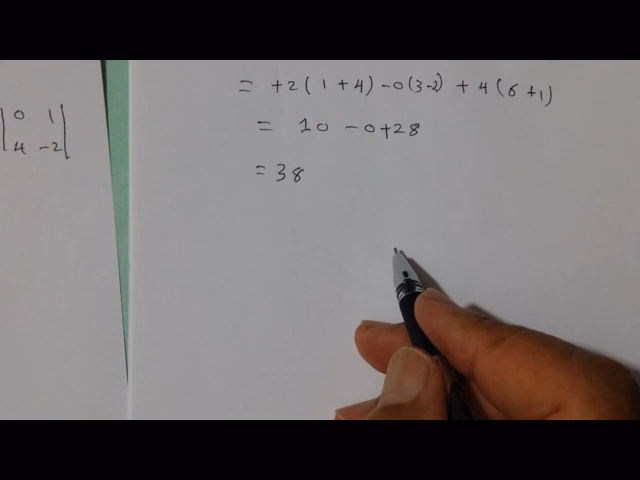 |0 1|
|4 -2|
= +2(1+4) -0(3-2) + 4(6+1)
= 10 -0+28
= 38